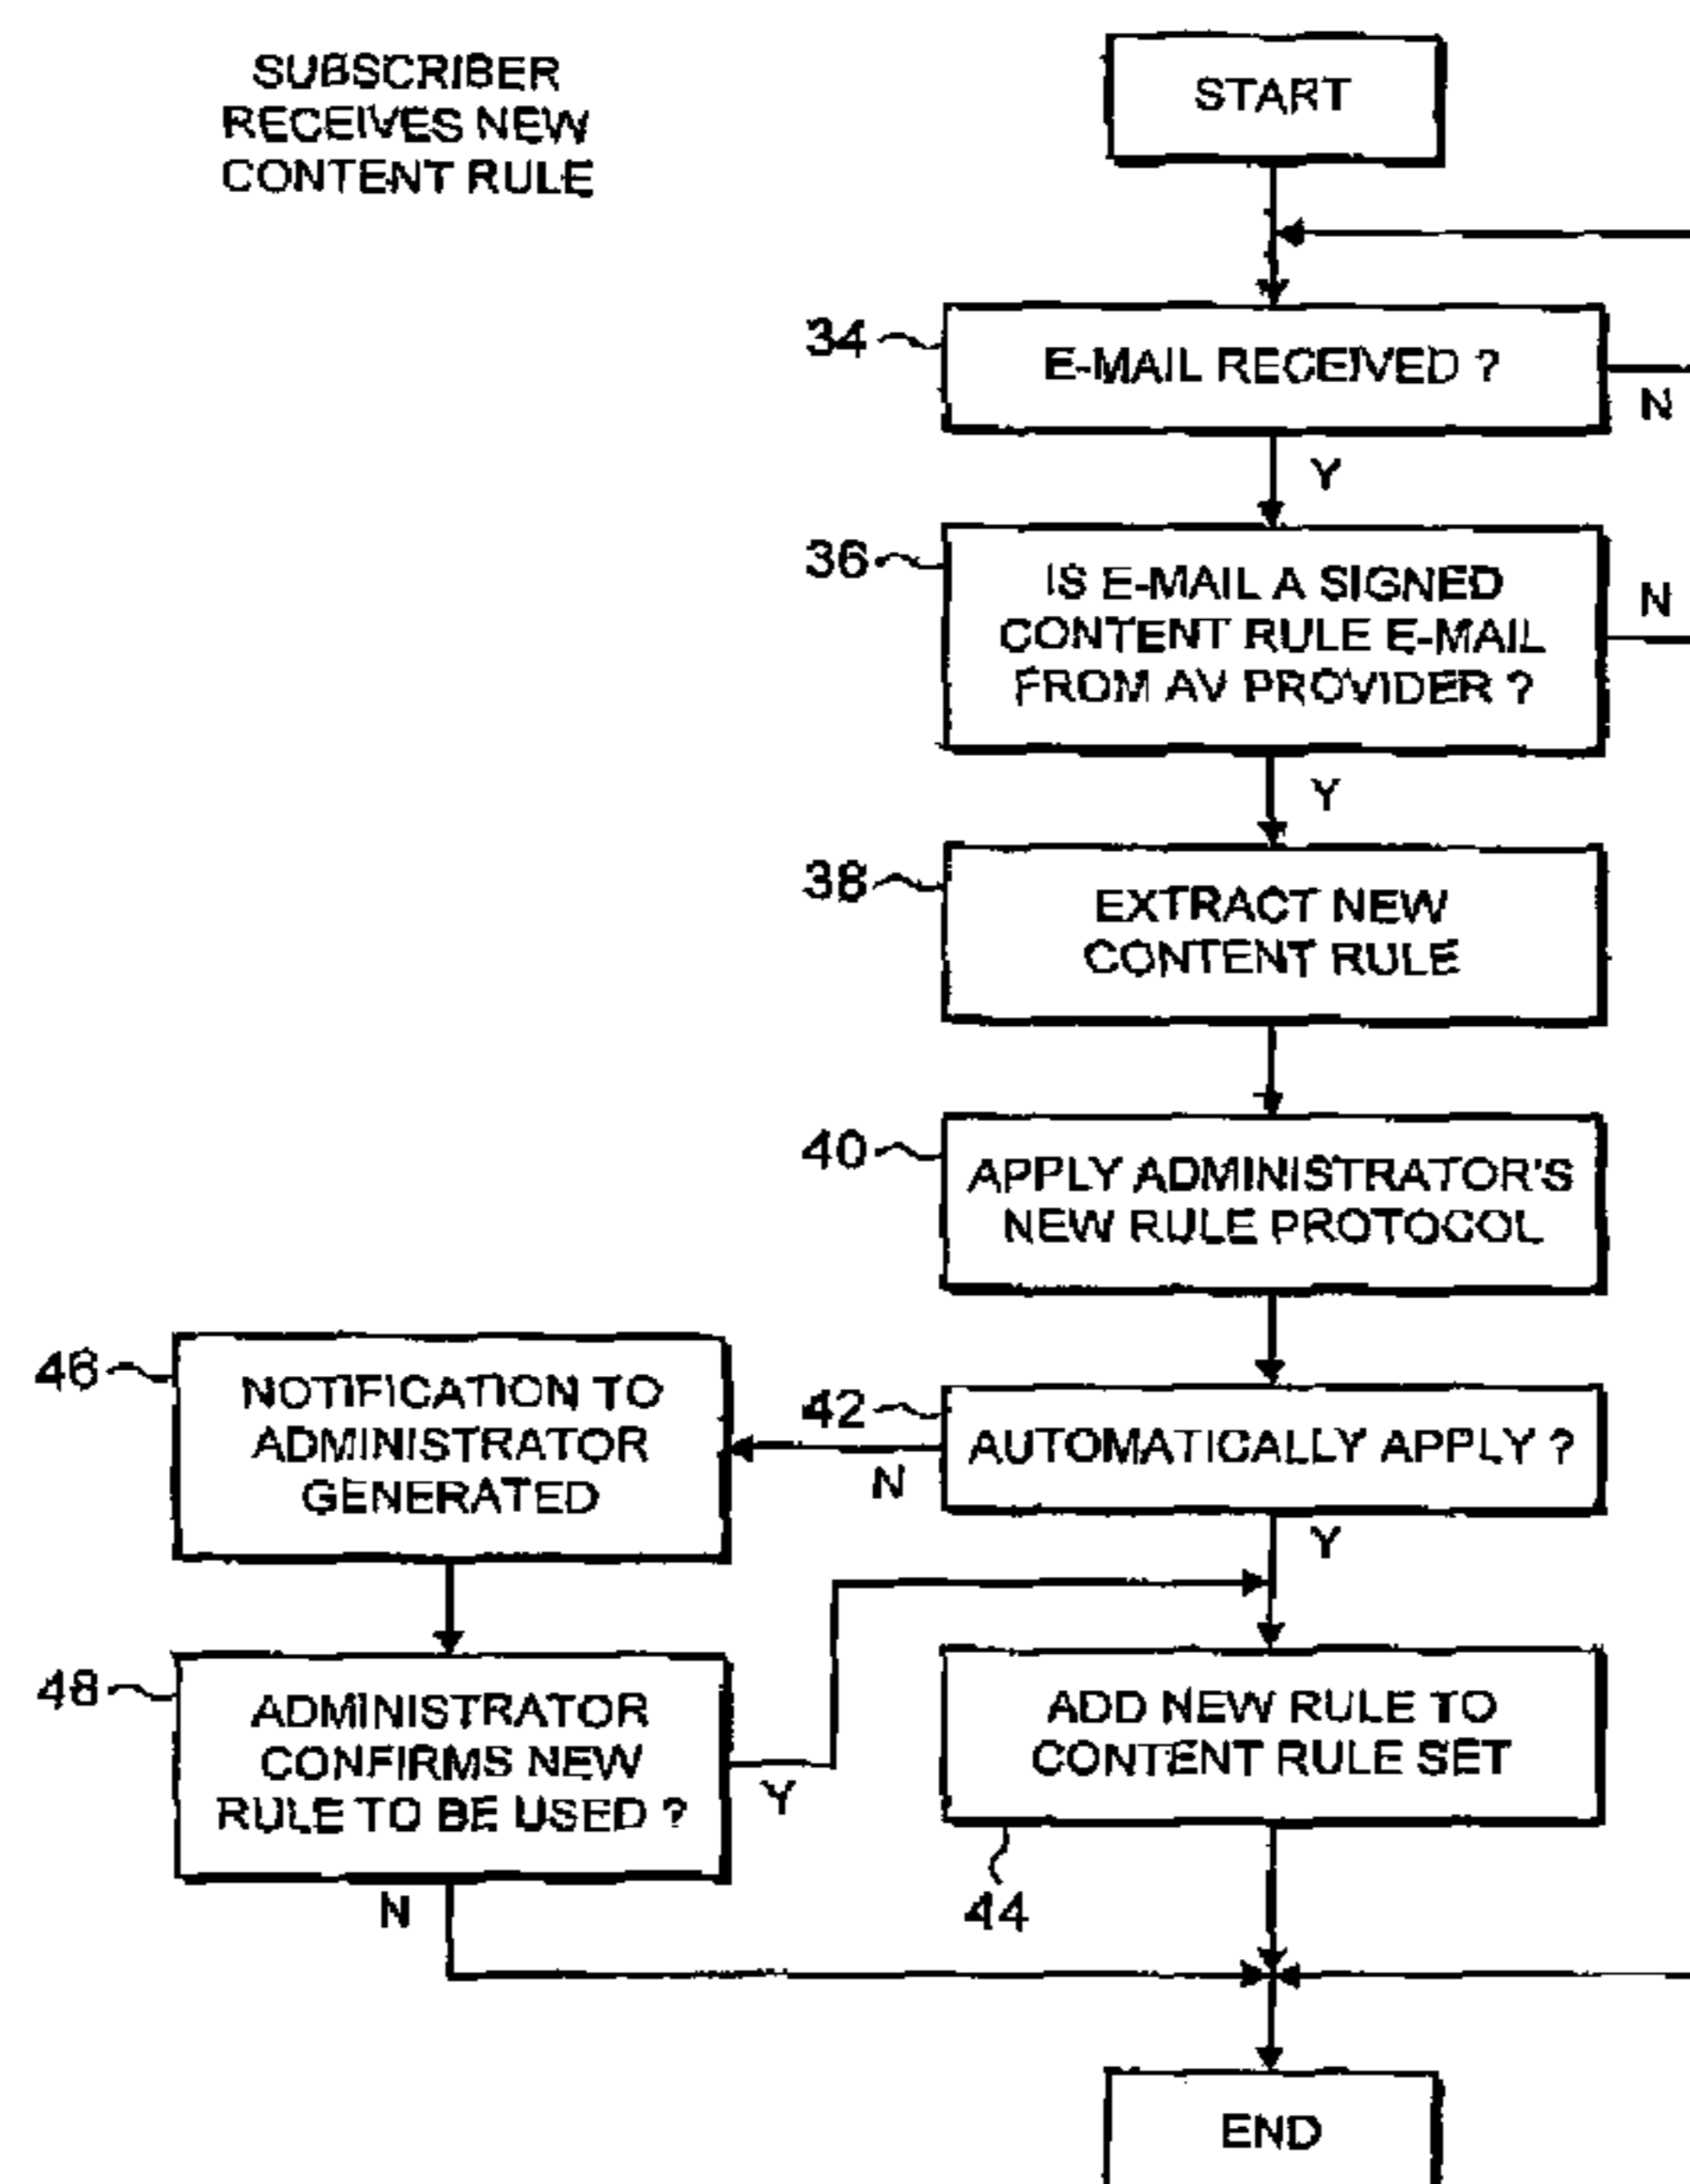 SUBSCRIBER
RECEIVES NEW
CONTENT RULE
START
34
E-MAIL RECEIVED ?
N
Y
36
IS E-MAIL A SIGNED
CONTENT RULE E-MAIL
FROM AV PROVIDER ?
N
Y
38
EXTRACT NEW
CONTENT RULE
40
APPLY ADMINISTRATOR'S
NEW RULE PROTOCOL
42
AUTOMATICALLY APPLY ?
N
Y
46
NOTIFICATION TO
ADMINISTRATOR
GENERATED
48
ADMINISTRATOR
CONFIRMS NEW
RULE TO BE USED ?
Y
N
ADD NEW RULE TO
CONTENT RULE SET
44
END